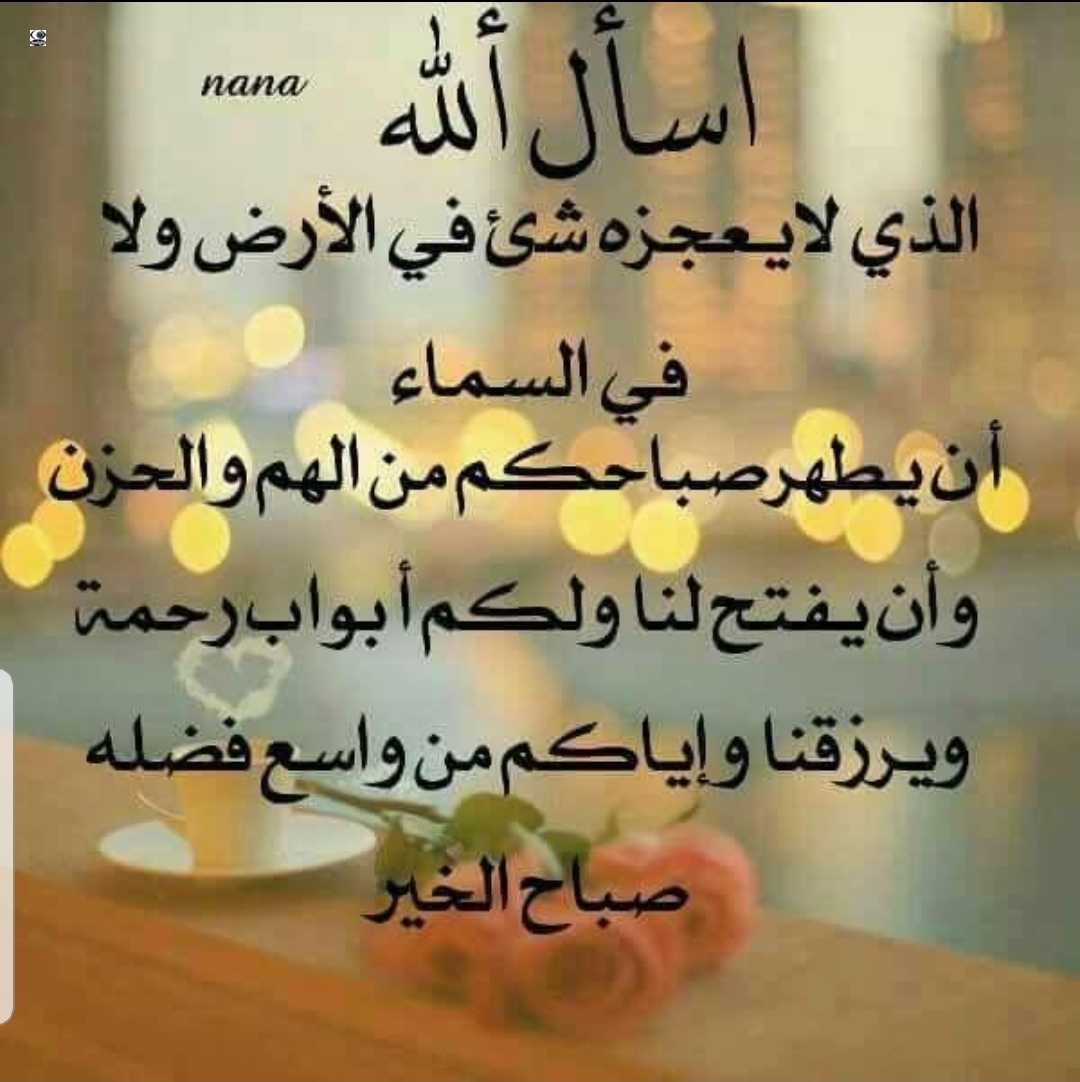 nana
اسأل ألله
الذي لايعجزه شئ في الأرض ولا
في السماء
أن يطهر صباحكم من الهم والحزن
وأن يفتح لنا ولكم أبواب رحمة
ويرزقنا وإياكم من واسع فضله
صباح الخير